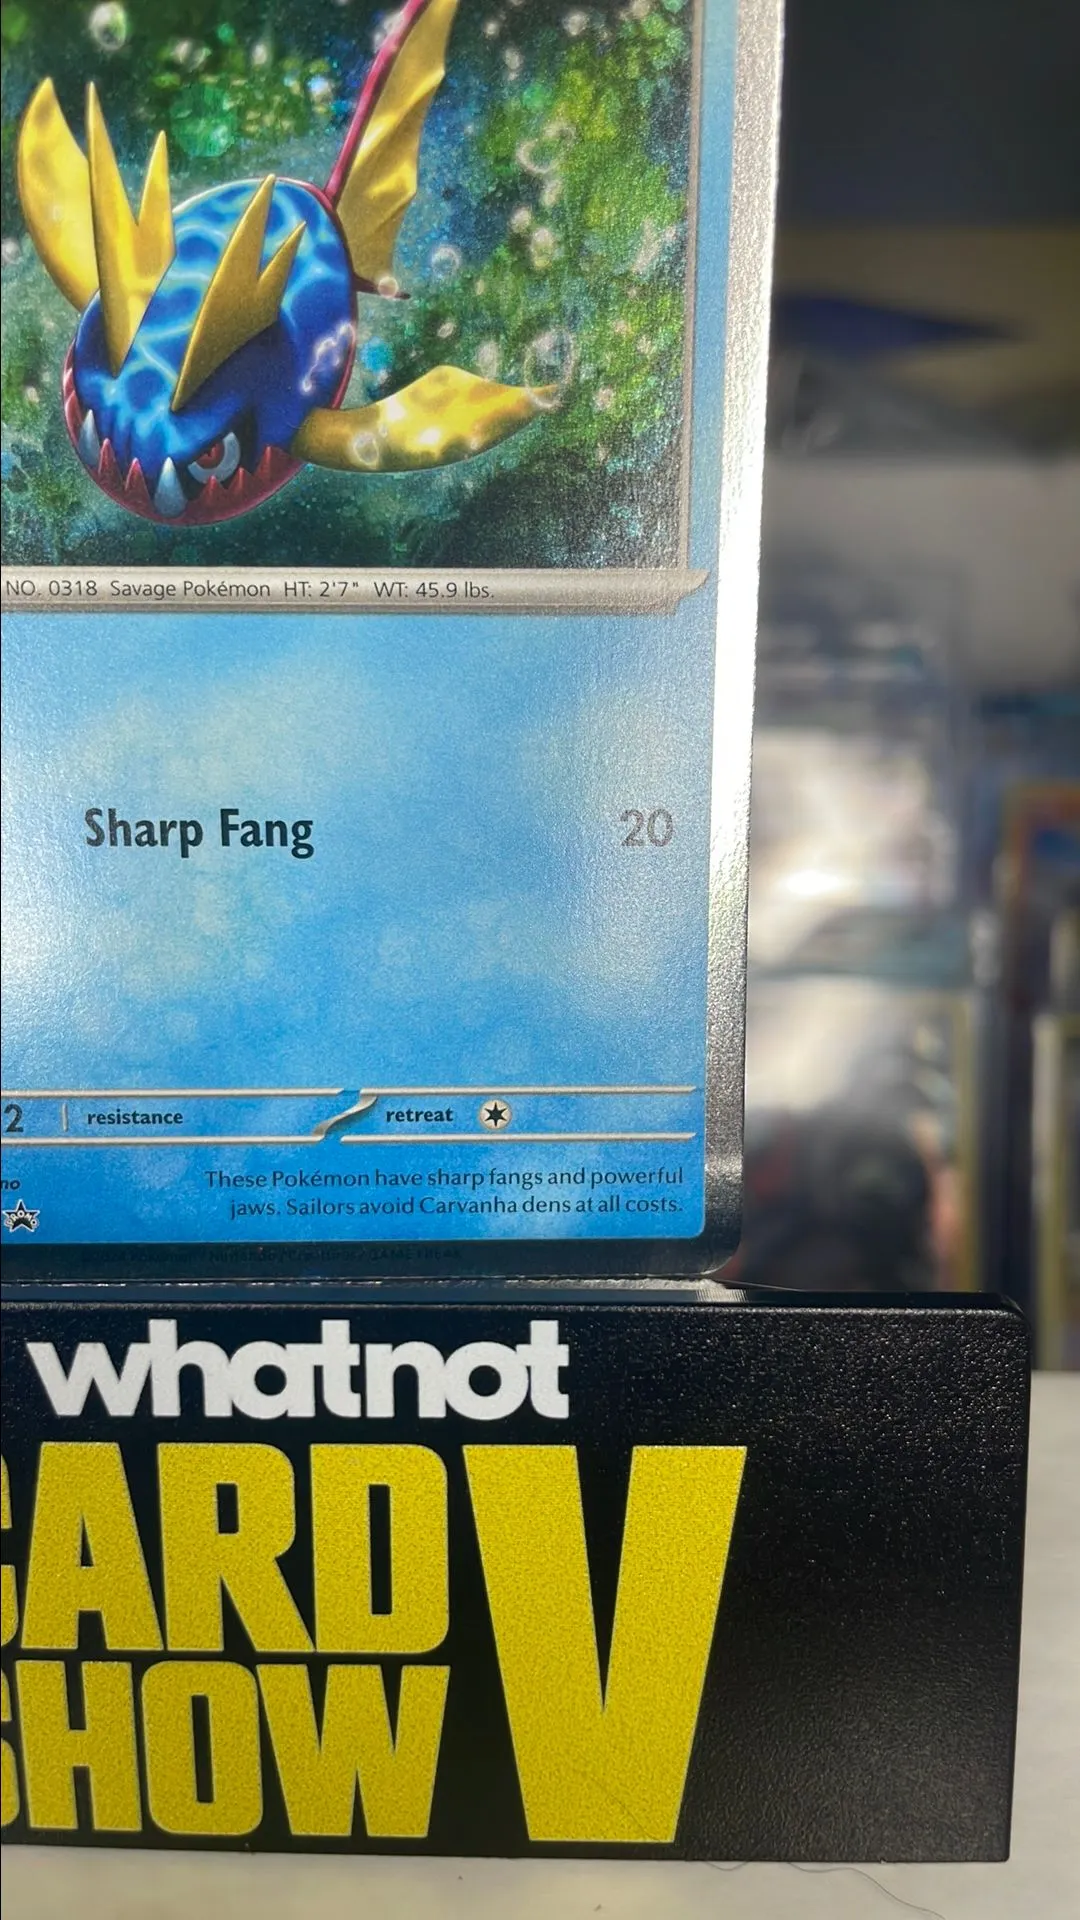 NO. 0318 Savage Pokémon HT: 2'7" WT: 45.9 lbs.
Sharp Fang 20
2 resistance retreat
These Pokémon have sharp fangs and powerful
jaws. Sailors avoid Carvanha dens at all costs.
PROMO
whatnot
CARD
SHOW V